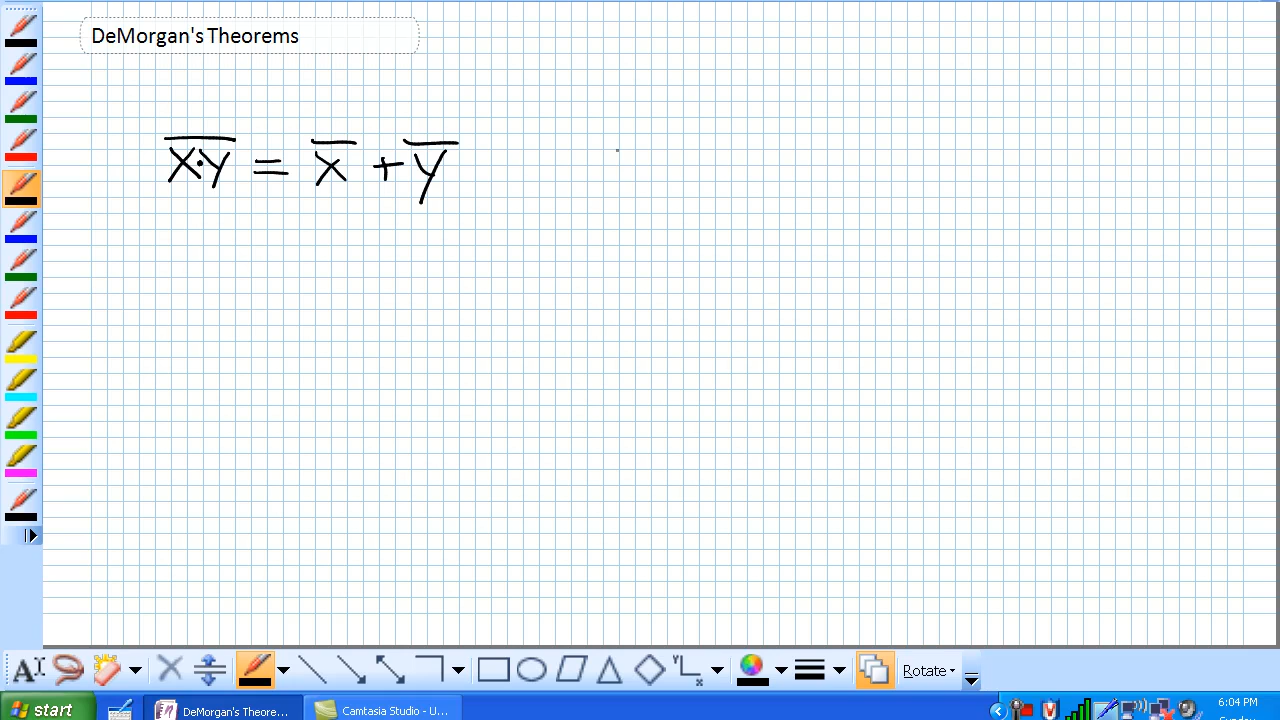 DeMorgan's Theorems
X̅·̅Y̅ = X̅ + Y̅
A
Rotate
start
DeMorgan's Theore...
Camtasia Studio - U...
6:04 PM